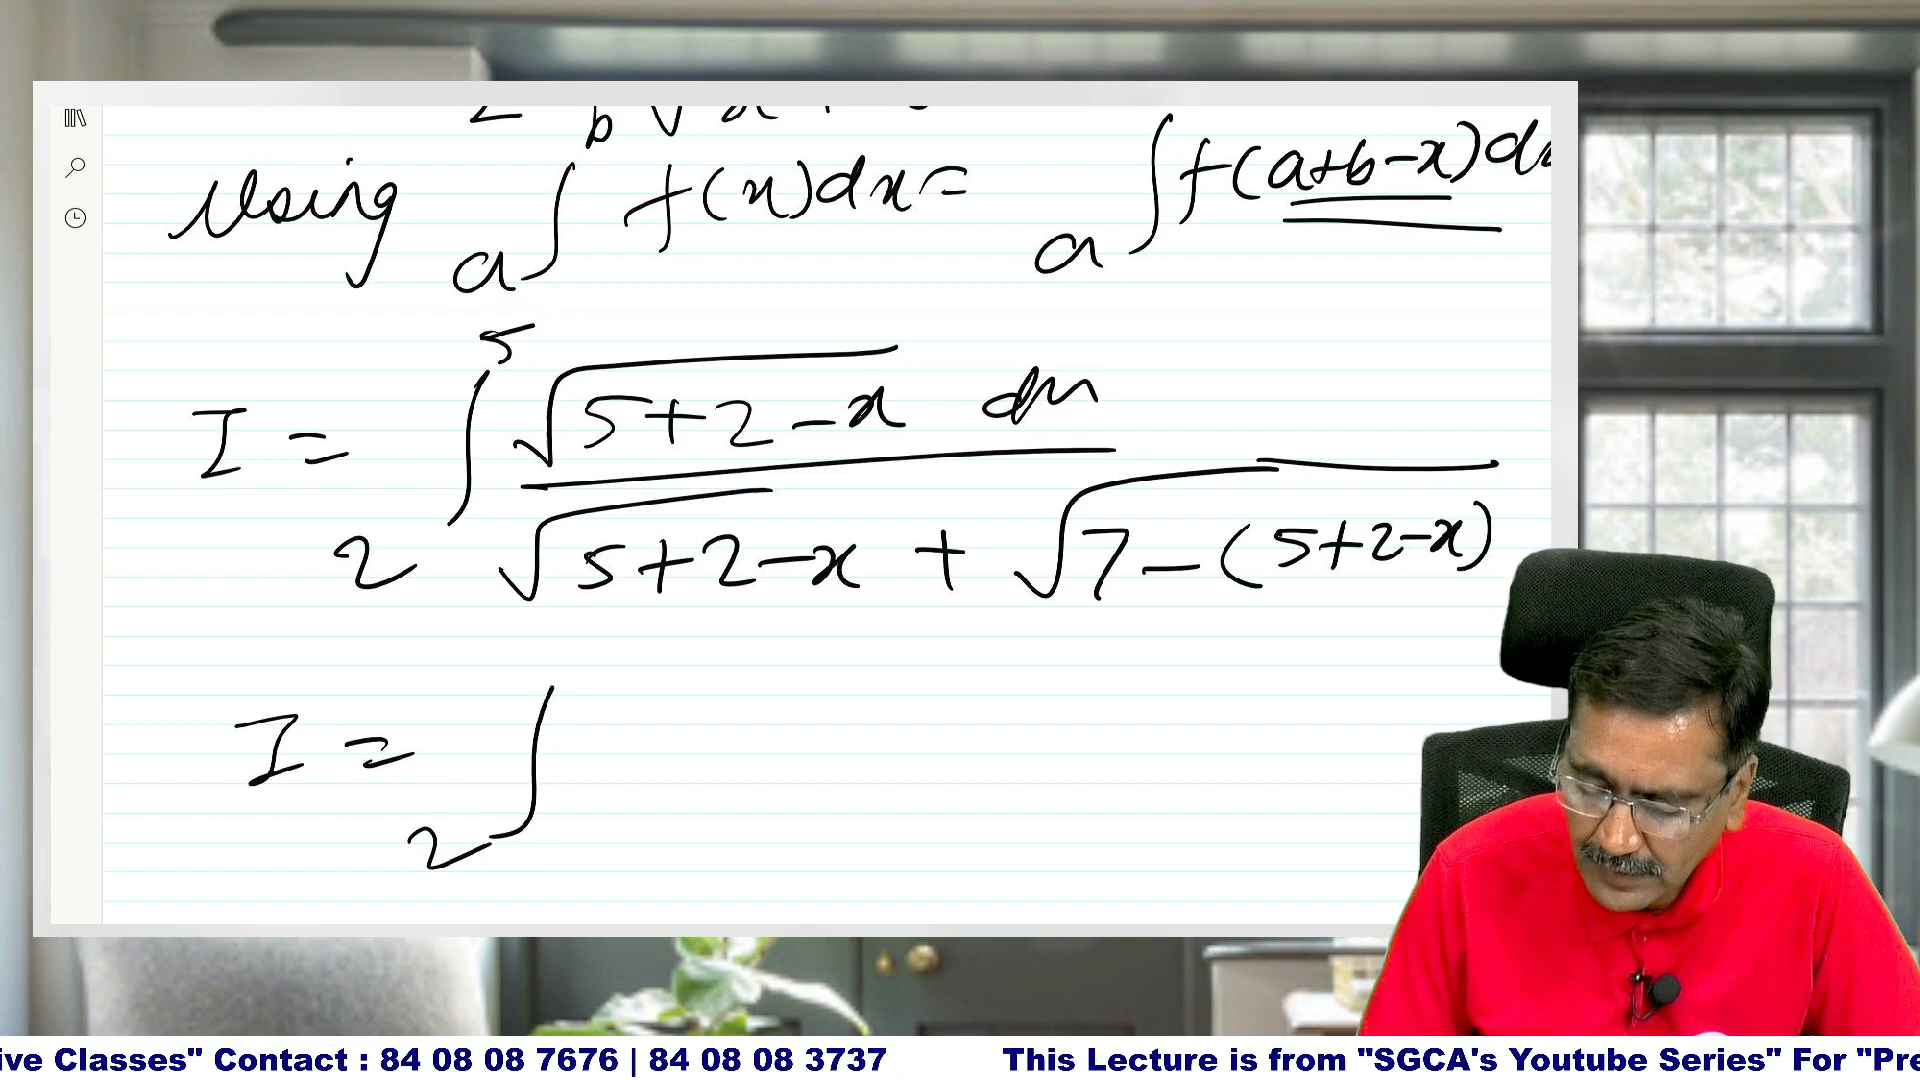 b
Using ∫ f(x)dx = ∫ f(a+b-x)dx
a a
5
I = ∫ √5+2-x dx
2 √5+2-x + √7-(5+2-x)
I = ∫
2
ive Classes" Contact : 84 08 08 7676 | 84 08 08 3737 This Lecture is from "SGCA's Youtube Series" For "Pre